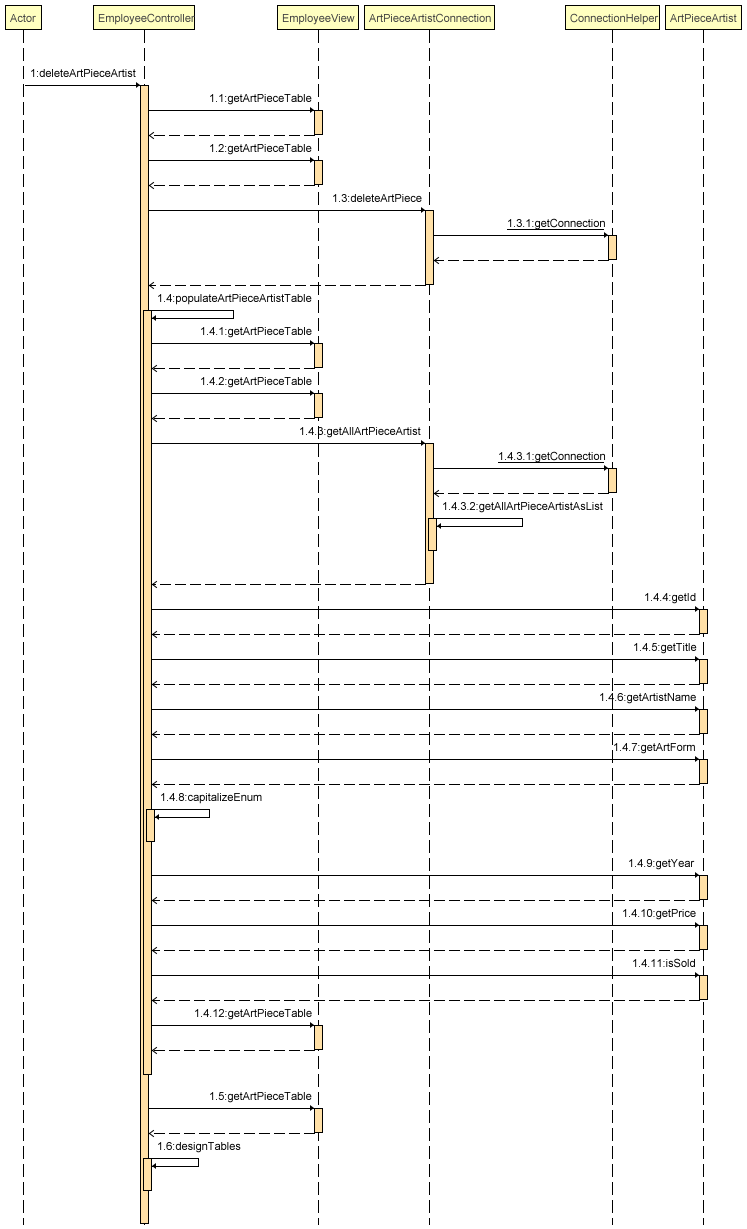 Actor
EmployeeController
EmployeeView
ArtPieceArtistConnection
ConnectionHelper
ArtPieceArtist
1:deleteArtPieceArtist
1.1:getArtPieceTable
1.2:getArtPieceTable
1.3:deleteArtPiece
1.3.1:getConnection
1.4:populateArtPieceArtistTable
1.4.1:getArtPieceTable
1.4.2:getArtPieceTable
1.4.3:getAllArtPieceArtist
1.4.3.1:getConnection
1.4.3.2:getAllArtPieceArtistAsList
1.4.4:getId
1.4.5:getTitle
1.4.6:getArtistName
1.4.7:getArtForm
1.4.8:capitalizeEnum
1.4.9:getYear
1.4.10:getPrice
1.4.11:isSold
1.4.12:getArtPieceTable
1.5:getArtPieceTable
1.6:designTables